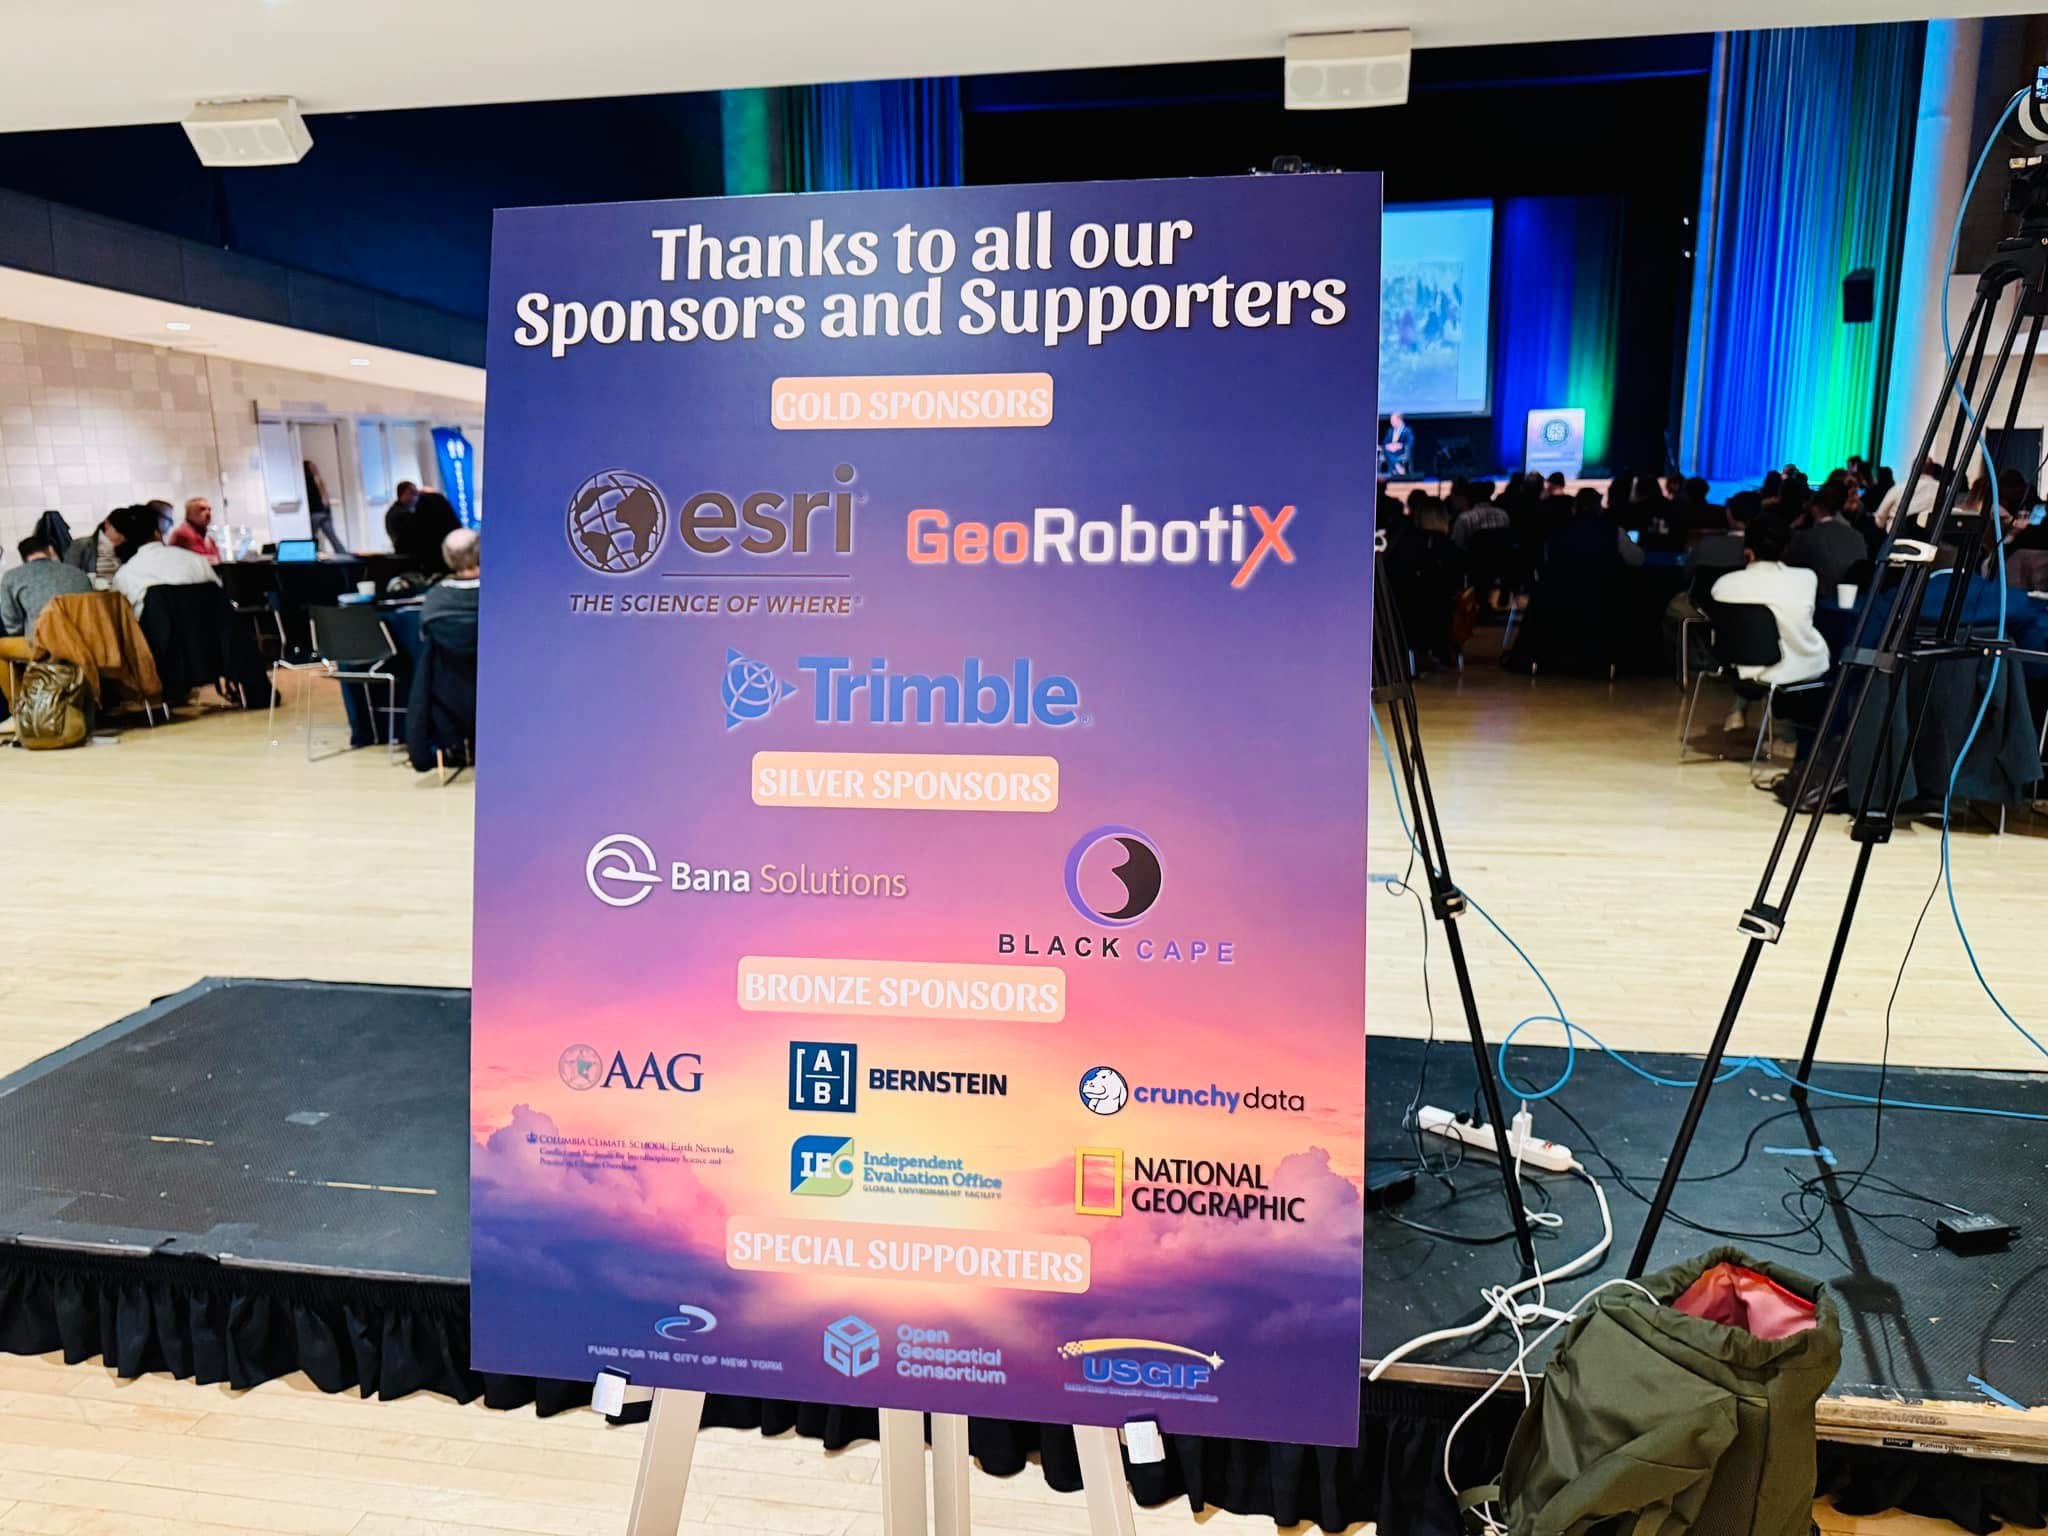 Thanks to all our
Sponsors and Supporters
GOLD SPONSORS
esri
THE SCIENCE OF WHERE®
GeoRobotiX
Trimble®
SILVER SPONSORS
Bana Solutions
BLACK CAPE
BRONZE SPONSORS
AAG
[A
B] BERNSTEIN
crunchydata
COLUMBIA CLIMATE SCHOOL, Earth Networks
IEO
Independent
Evaluation Office
GLOBAL ENVIRONMENT FACILITY
NATIONAL
GEOGRAPHIC
SPECIAL SUPPORTERS
FUND FOR THE CITY OF NEW YORK
OGC
Open
Geospatial
Consortium
USGIF